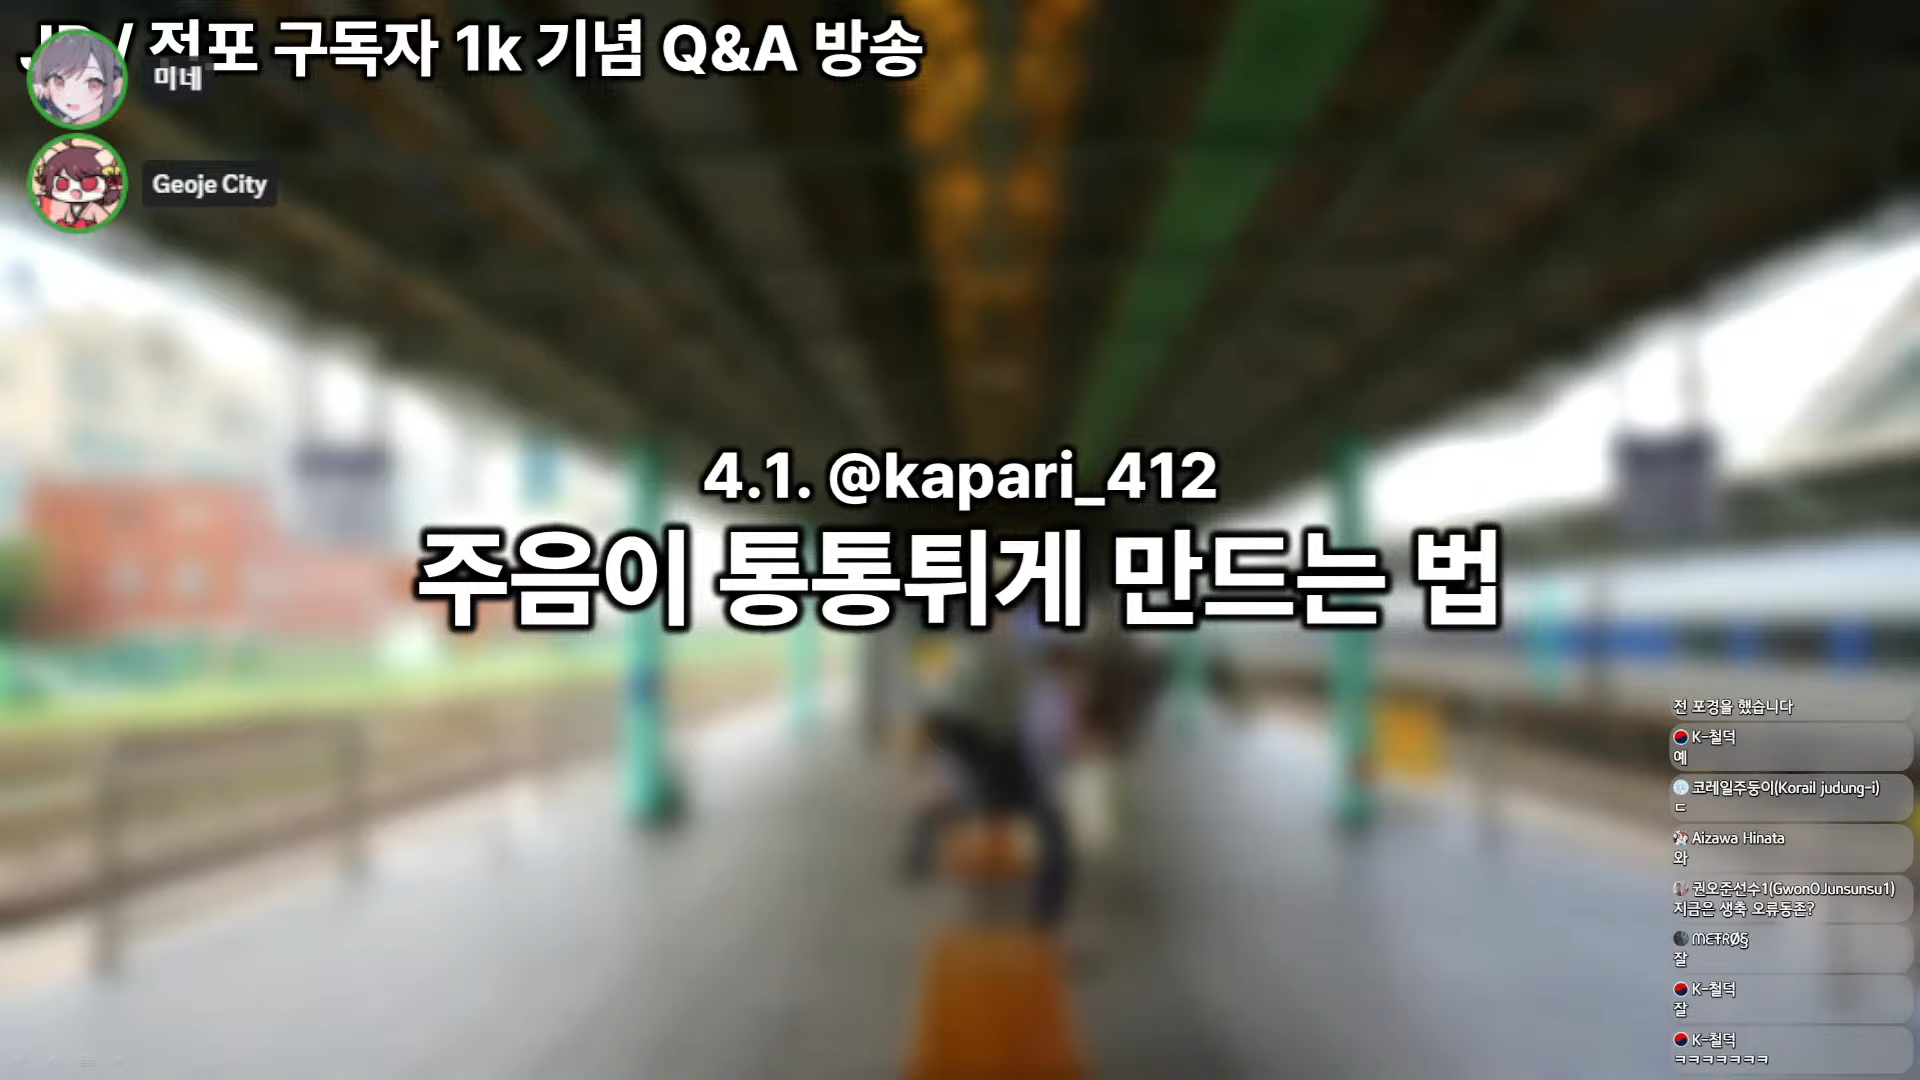 JP / 전포 구독자 1k 기념 Q&A 방송
미네
Geoje City
4.1. @kapari_412
주음이 통통튀게 만드는 법
전 포경을 했습니다
K-철덕
예
코레일주둥이(Korail judung-i)
ㄷ
Aizawa Hinata
와
권오준선수1(GwonOJunsunsu1)
지금은 생축 오류동존?
ᗰᕮŦRØ§
잘
K-철덕
잘
K-철덕
ㅋㅋㅋㅋㅋㅋㅋ